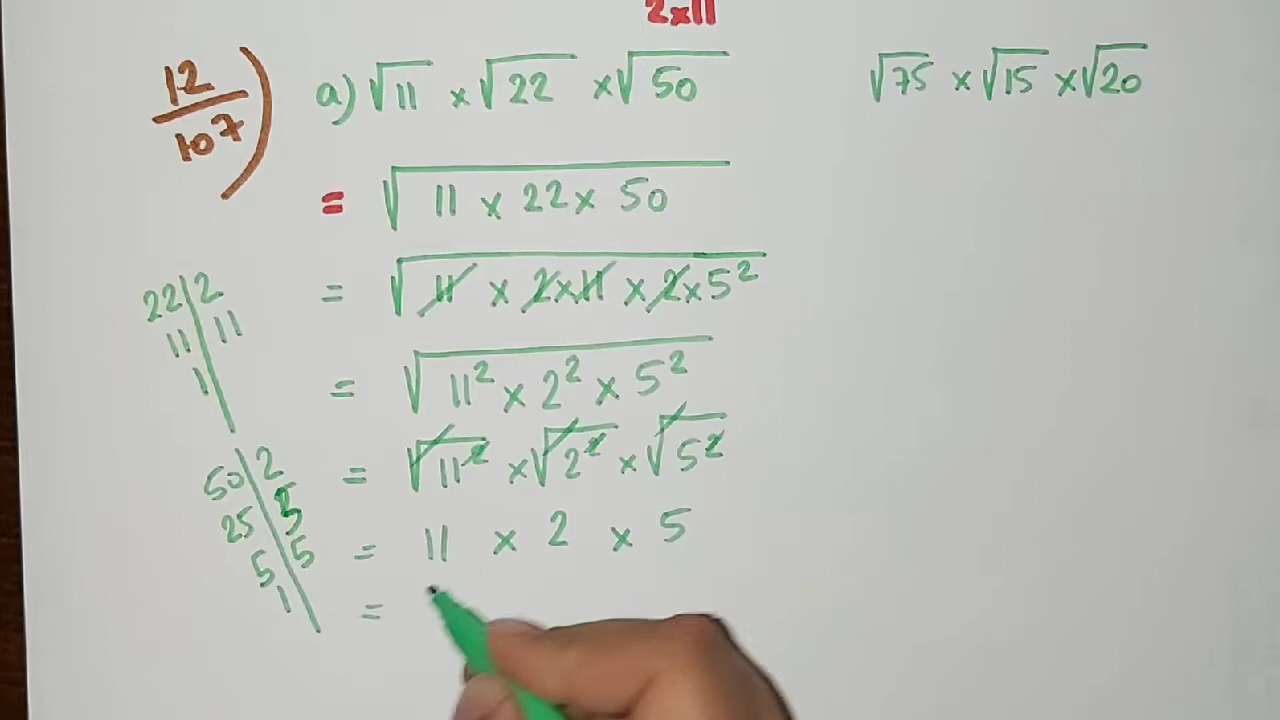 2x11
12/107) a) √11 x √22 x √50
√75 x √15 x √20
= √(11 x 22 x 50)
= √(11 x 2x11 x 2x5²)
= √(11² x 2² x 5²)
= √11² x √2² x √5²
= 11 x 2 x 5
=
22 | 2
11 | 11
1 |
50 | 2
25 | 5
5 | 5
1 |